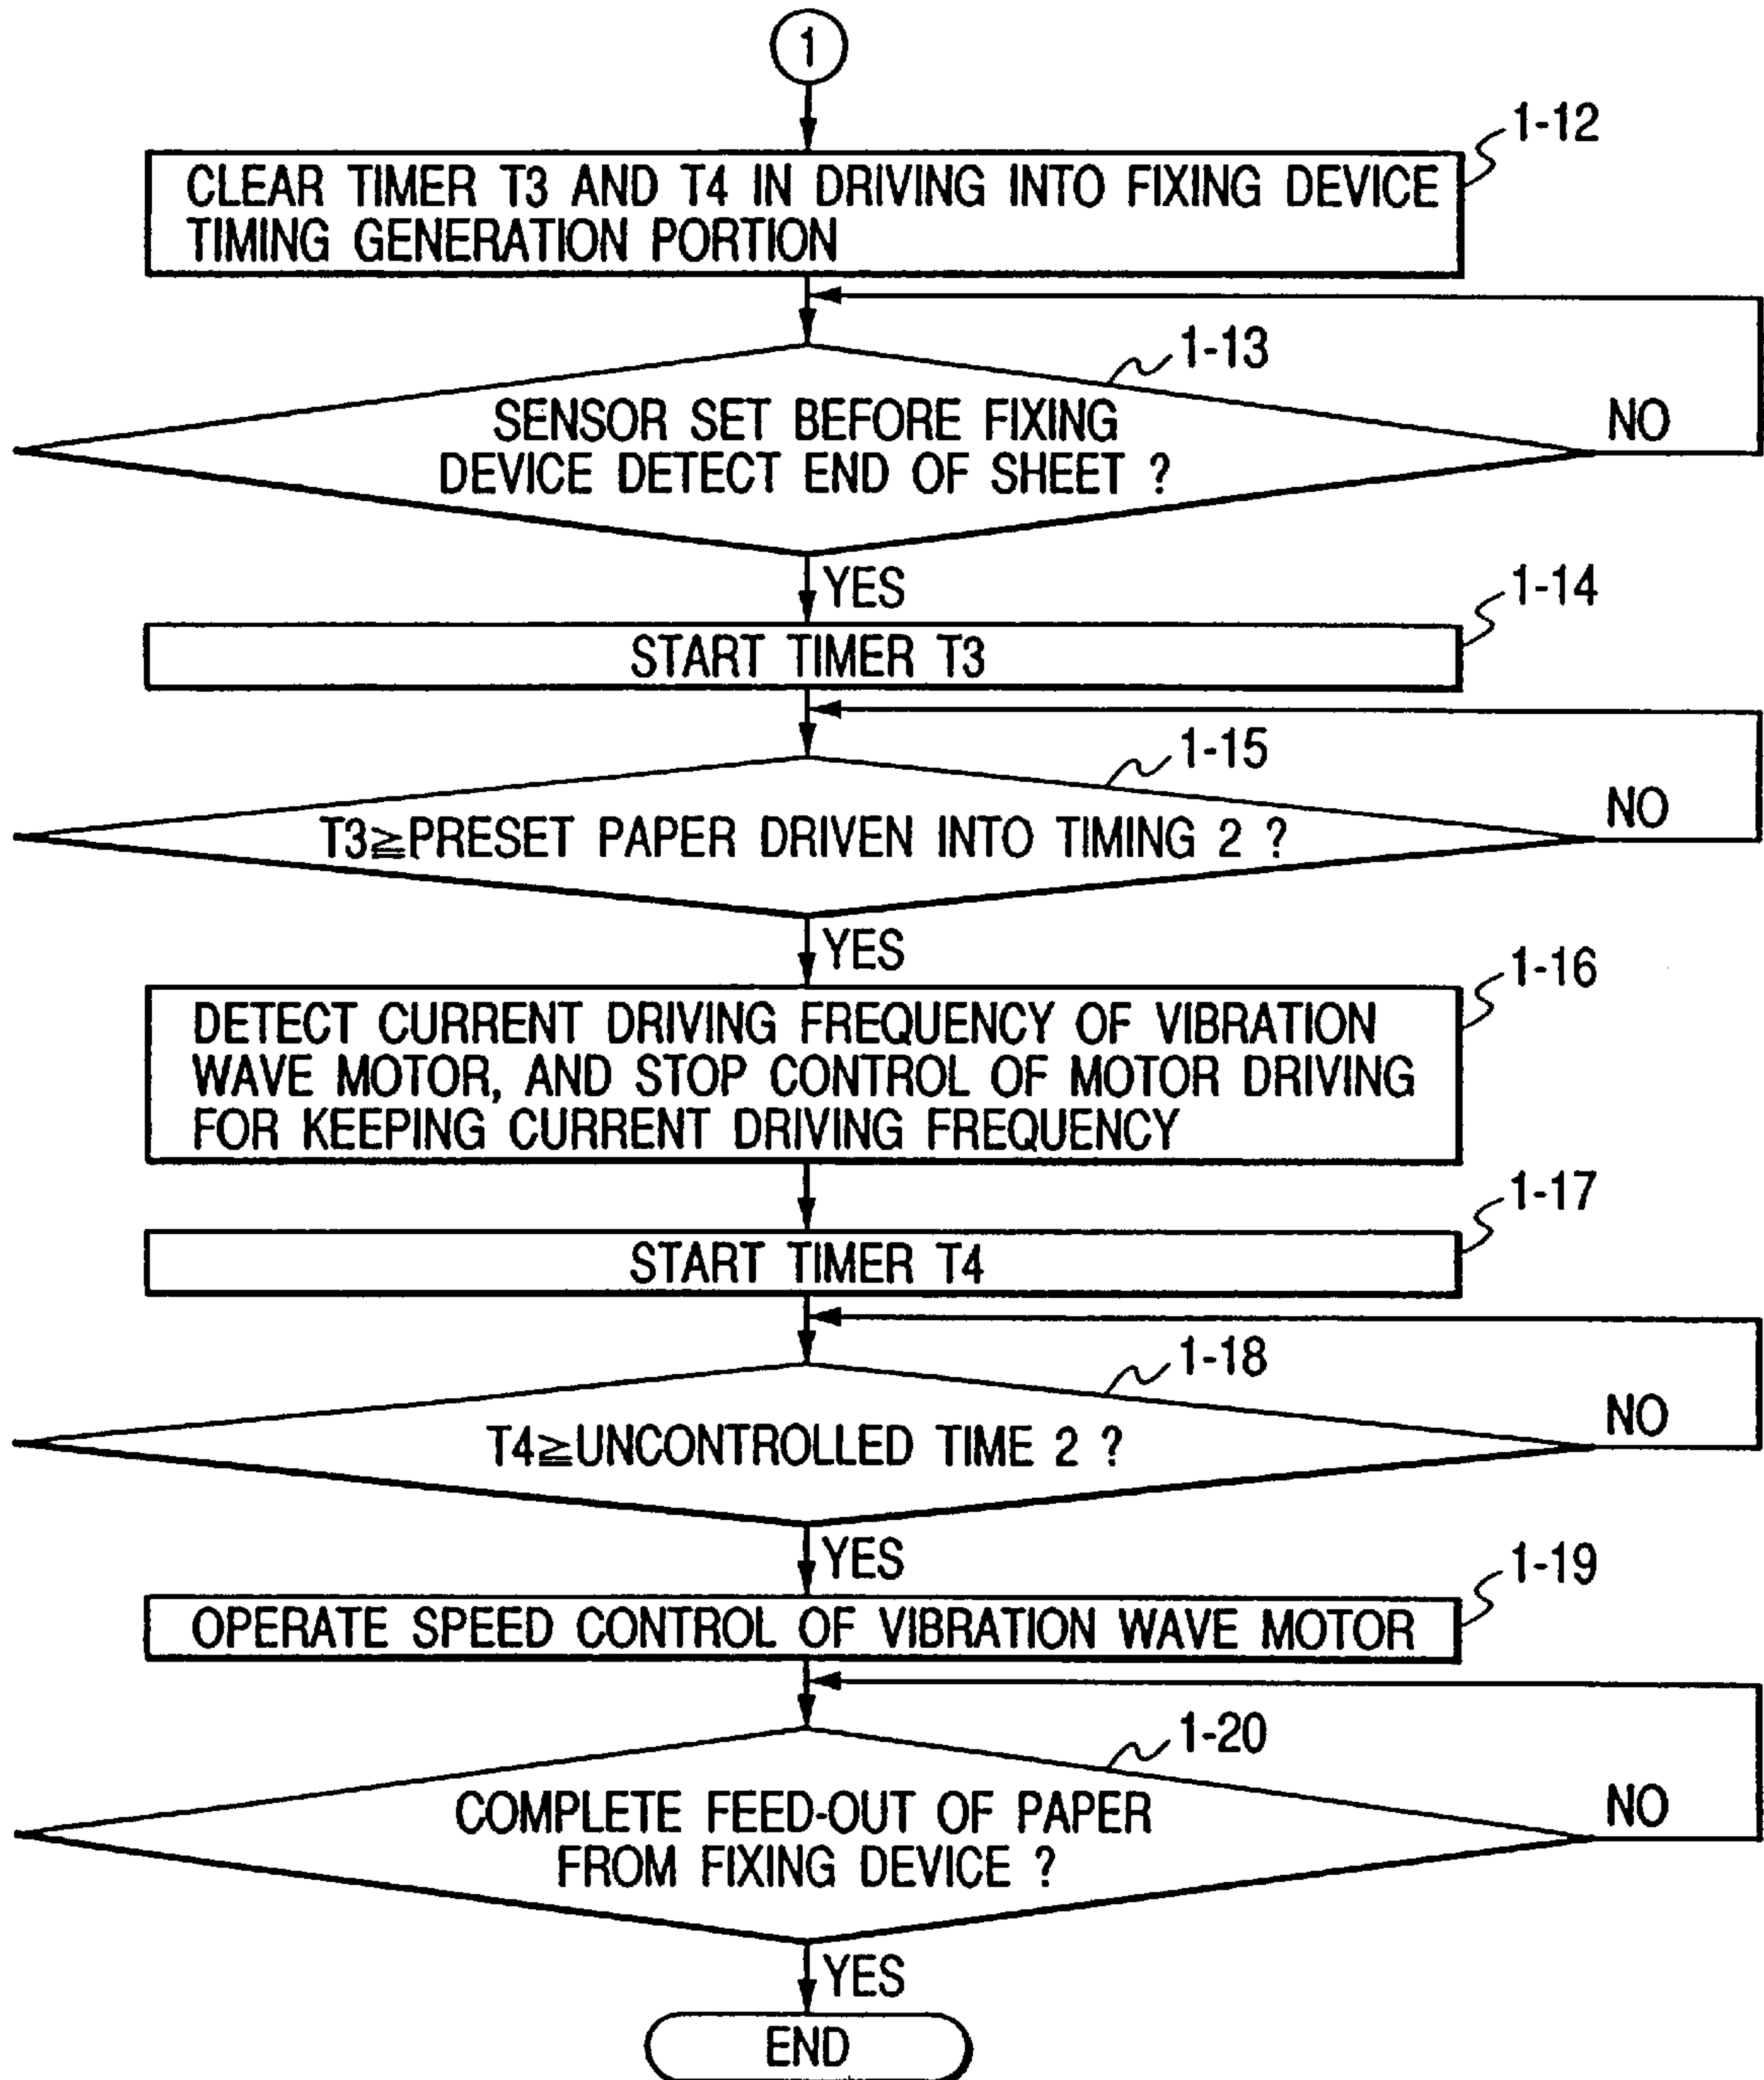 1
1-12
CLEAR TIMER T3 AND T4 IN DRIVING INTO FIXING DEVICE
TIMING GENERATION PORTION
1-13
SENSOR SET BEFORE FIXING
DEVICE DETECT END OF SHEET ?
NO
YES
1-14
START TIMER T3
1-15
T3≧PRESET PAPER DRIVEN INTO TIMING 2 ?
NO
YES
1-16
DETECT CURRENT DRIVING FREQUENCY OF VIBRATION
WAVE MOTOR, AND STOP CONTROL OF MOTOR DRIVING
FOR KEEPING CURRENT DRIVING FREQUENCY
1-17
START TIMER T4
1-18
T4≧UNCONTROLLED TIME 2 ?
NO
YES
1-19
OPERATE SPEED CONTROL OF VIBRATION WAVE MOTOR
1-20
COMPLETE FEED-OUT OF PAPER
FROM FIXING DEVICE ?
NO
YES
END